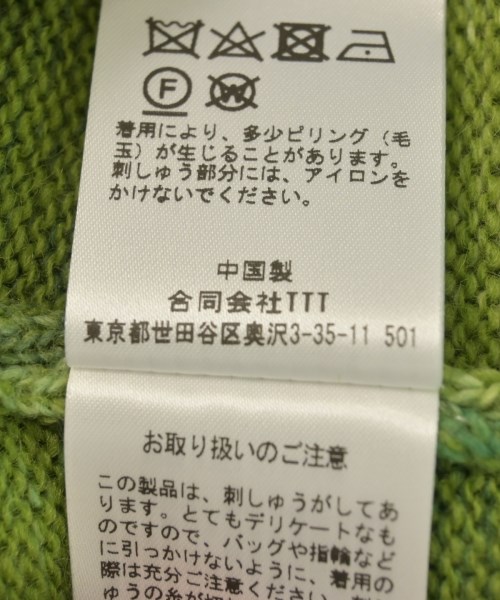 F W
着用により、多少ピリング（毛
玉）が生じることがあります。
刺しゅう部分には、アイロンを
かけないでください。
中国製
合同会社TTT
東京都世田谷区奥沢3-35-11 501
お取り扱いのご注意
この製品は、刺しゅうがしてあ
ります。とてもデリケートなも
のですので、バッグや指輪など
に引っかけないように、着用の
際は充分ご注意ください。
ゅうの糸が